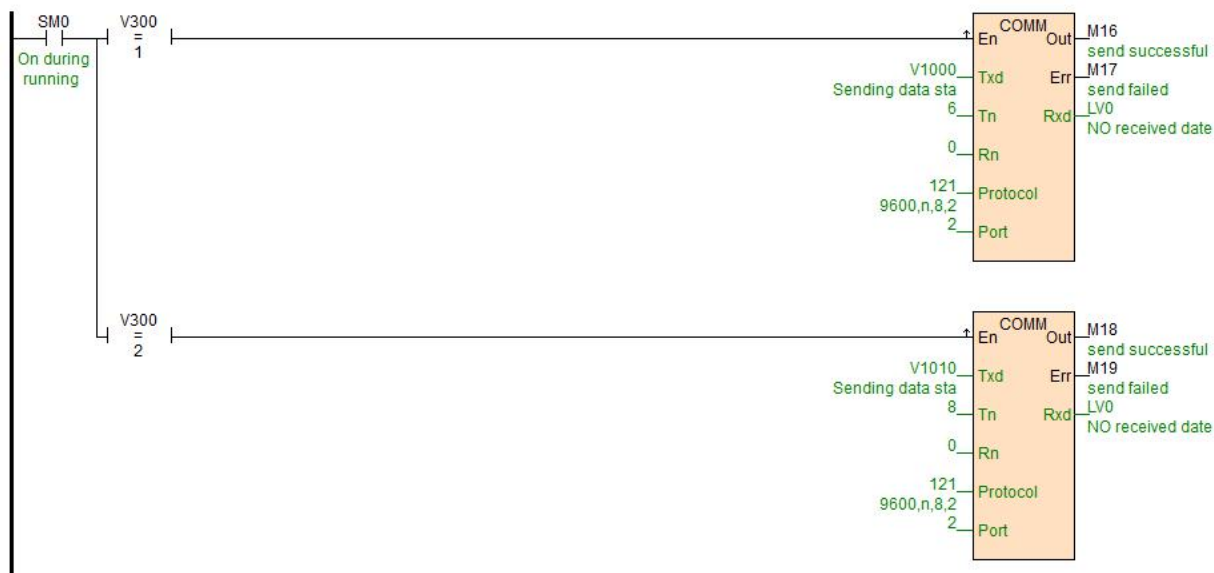 SM0
On during
running
V300
=
1
COMM
En
Out
M16
send successful
V1000
Sending data sta
Txd
Err
M17
send failed
6
Tn
Rxd
LV0
NO received date
0
Rn
121
9600,n,8,2
Protocol
2
Port
V300
=
2
COMM
En
Out
M18
send successful
V1010
Sending data sta
Txd
Err
M19
send failed
8
Tn
Rxd
LV0
NO received date
0
Rn
121
9600,n,8,2
Protocol
2
Port